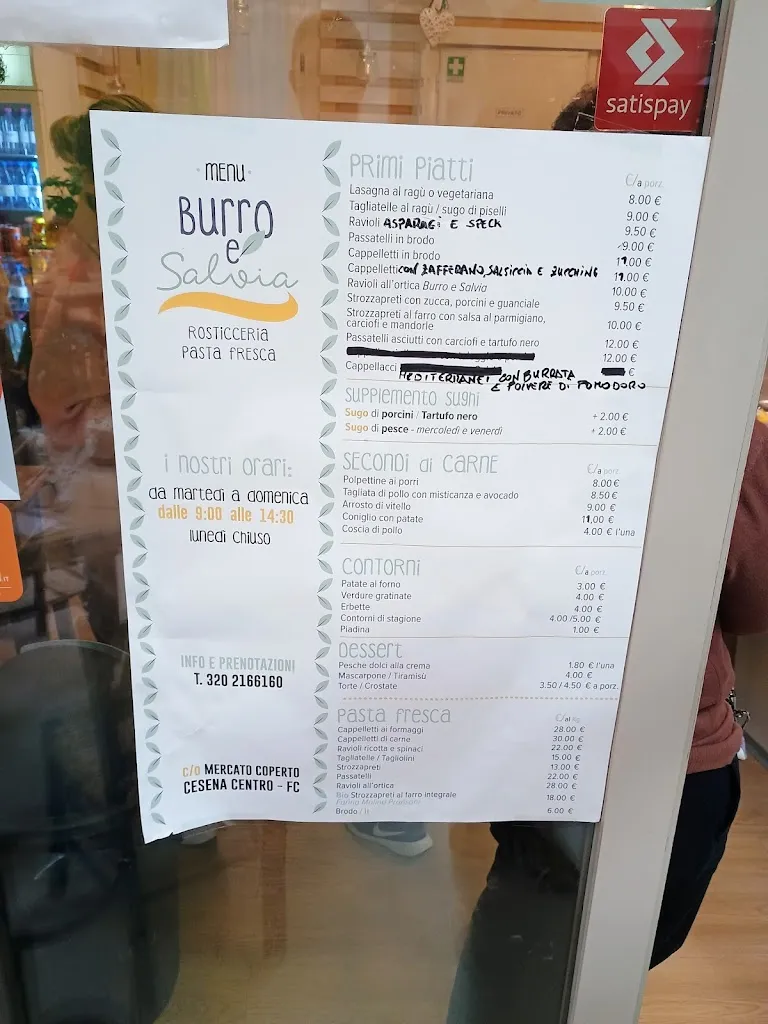 satispay
MENU
Burro
e
Salvia
ROSTICCERIA
PASTA FRESCA
i nostri orari:
da martedì a domenica
dalle 9:00 alle 14:30
lunedì chiuso
INFO E PRENOTAZIONI
T. 320 2166160
c/o MERCATO COPERTO
CESENA CENTRO - FC
PRIMI PIATTI €/a porz.
Lasagna al ragù o vegetariana 8.00 €
Tagliatelle al ragù / sugo di piselli 9.00 €
Ravioli ASPARAGI E SPECK 9.50 €
Passatelli in brodo 9.00 €
Cappelletti in brodo 11.00 €
Cappelletti CON ZAFFERANO, SALSICCIA E ZUCCHINE 11.00 €
Ravioli all'ortica Burro e Salvia 10.00 €
Strozzapreti con zucca, porcini e guanciale 9.50 €
Strozzapreti al farro con salsa al parmigiano,
carciofi e mandorle 10.00 €
Passatelli asciutti con carciofi e tartufo nero 12.00 €
12.00 €
Cappellacci MEDITERRANEI CON BURRATA €
E POLVERE DI POMODORO
SUPPLEMENTO SUGHI
Sugo di porcini / Tartufo nero + 2.00 €
Sugo di pesce - mercoledì e venerdì + 2.00 €
SECONDI di CARNE €/a porz.
Polpettine ai porri 8.00 €
Tagliata di pollo con misticanza e avocado 8.50 €
Arrosto di vitello 9.00 €
Coniglio con patate 11.00 €
Coscia di pollo 4.00 € l'una
CONTORNI €/a porz.
Patate al forno 3.00 €
Verdure gratinate 4.00 €
Erbette 4.00 €
Contorni di stagione 4.00 /5.00 €
Piadina 1.00 €
DESSERT
Pesche dolci alla crema 1.80 € l'una
Mascarpone / Tiramisù 4.00 €
Torte / Crostate 3.50 / 4.50 € a porz.
PASTA FRESCA €/al kg.
Cappelletti ai formaggi 28.00 €
Cappelletti di carne 30.00 €
Ravioli ricotta e spinaci 22.00 €
Tagliatelle / Tagliolini 15.00 €
Strozzapreti 13.00 €
Passatelli 22.00 €
Ravioli all'ortica 28.00 €
Bio Strozzapreti al farro integrale 18.00 €
Brodo / lt 6.00 €